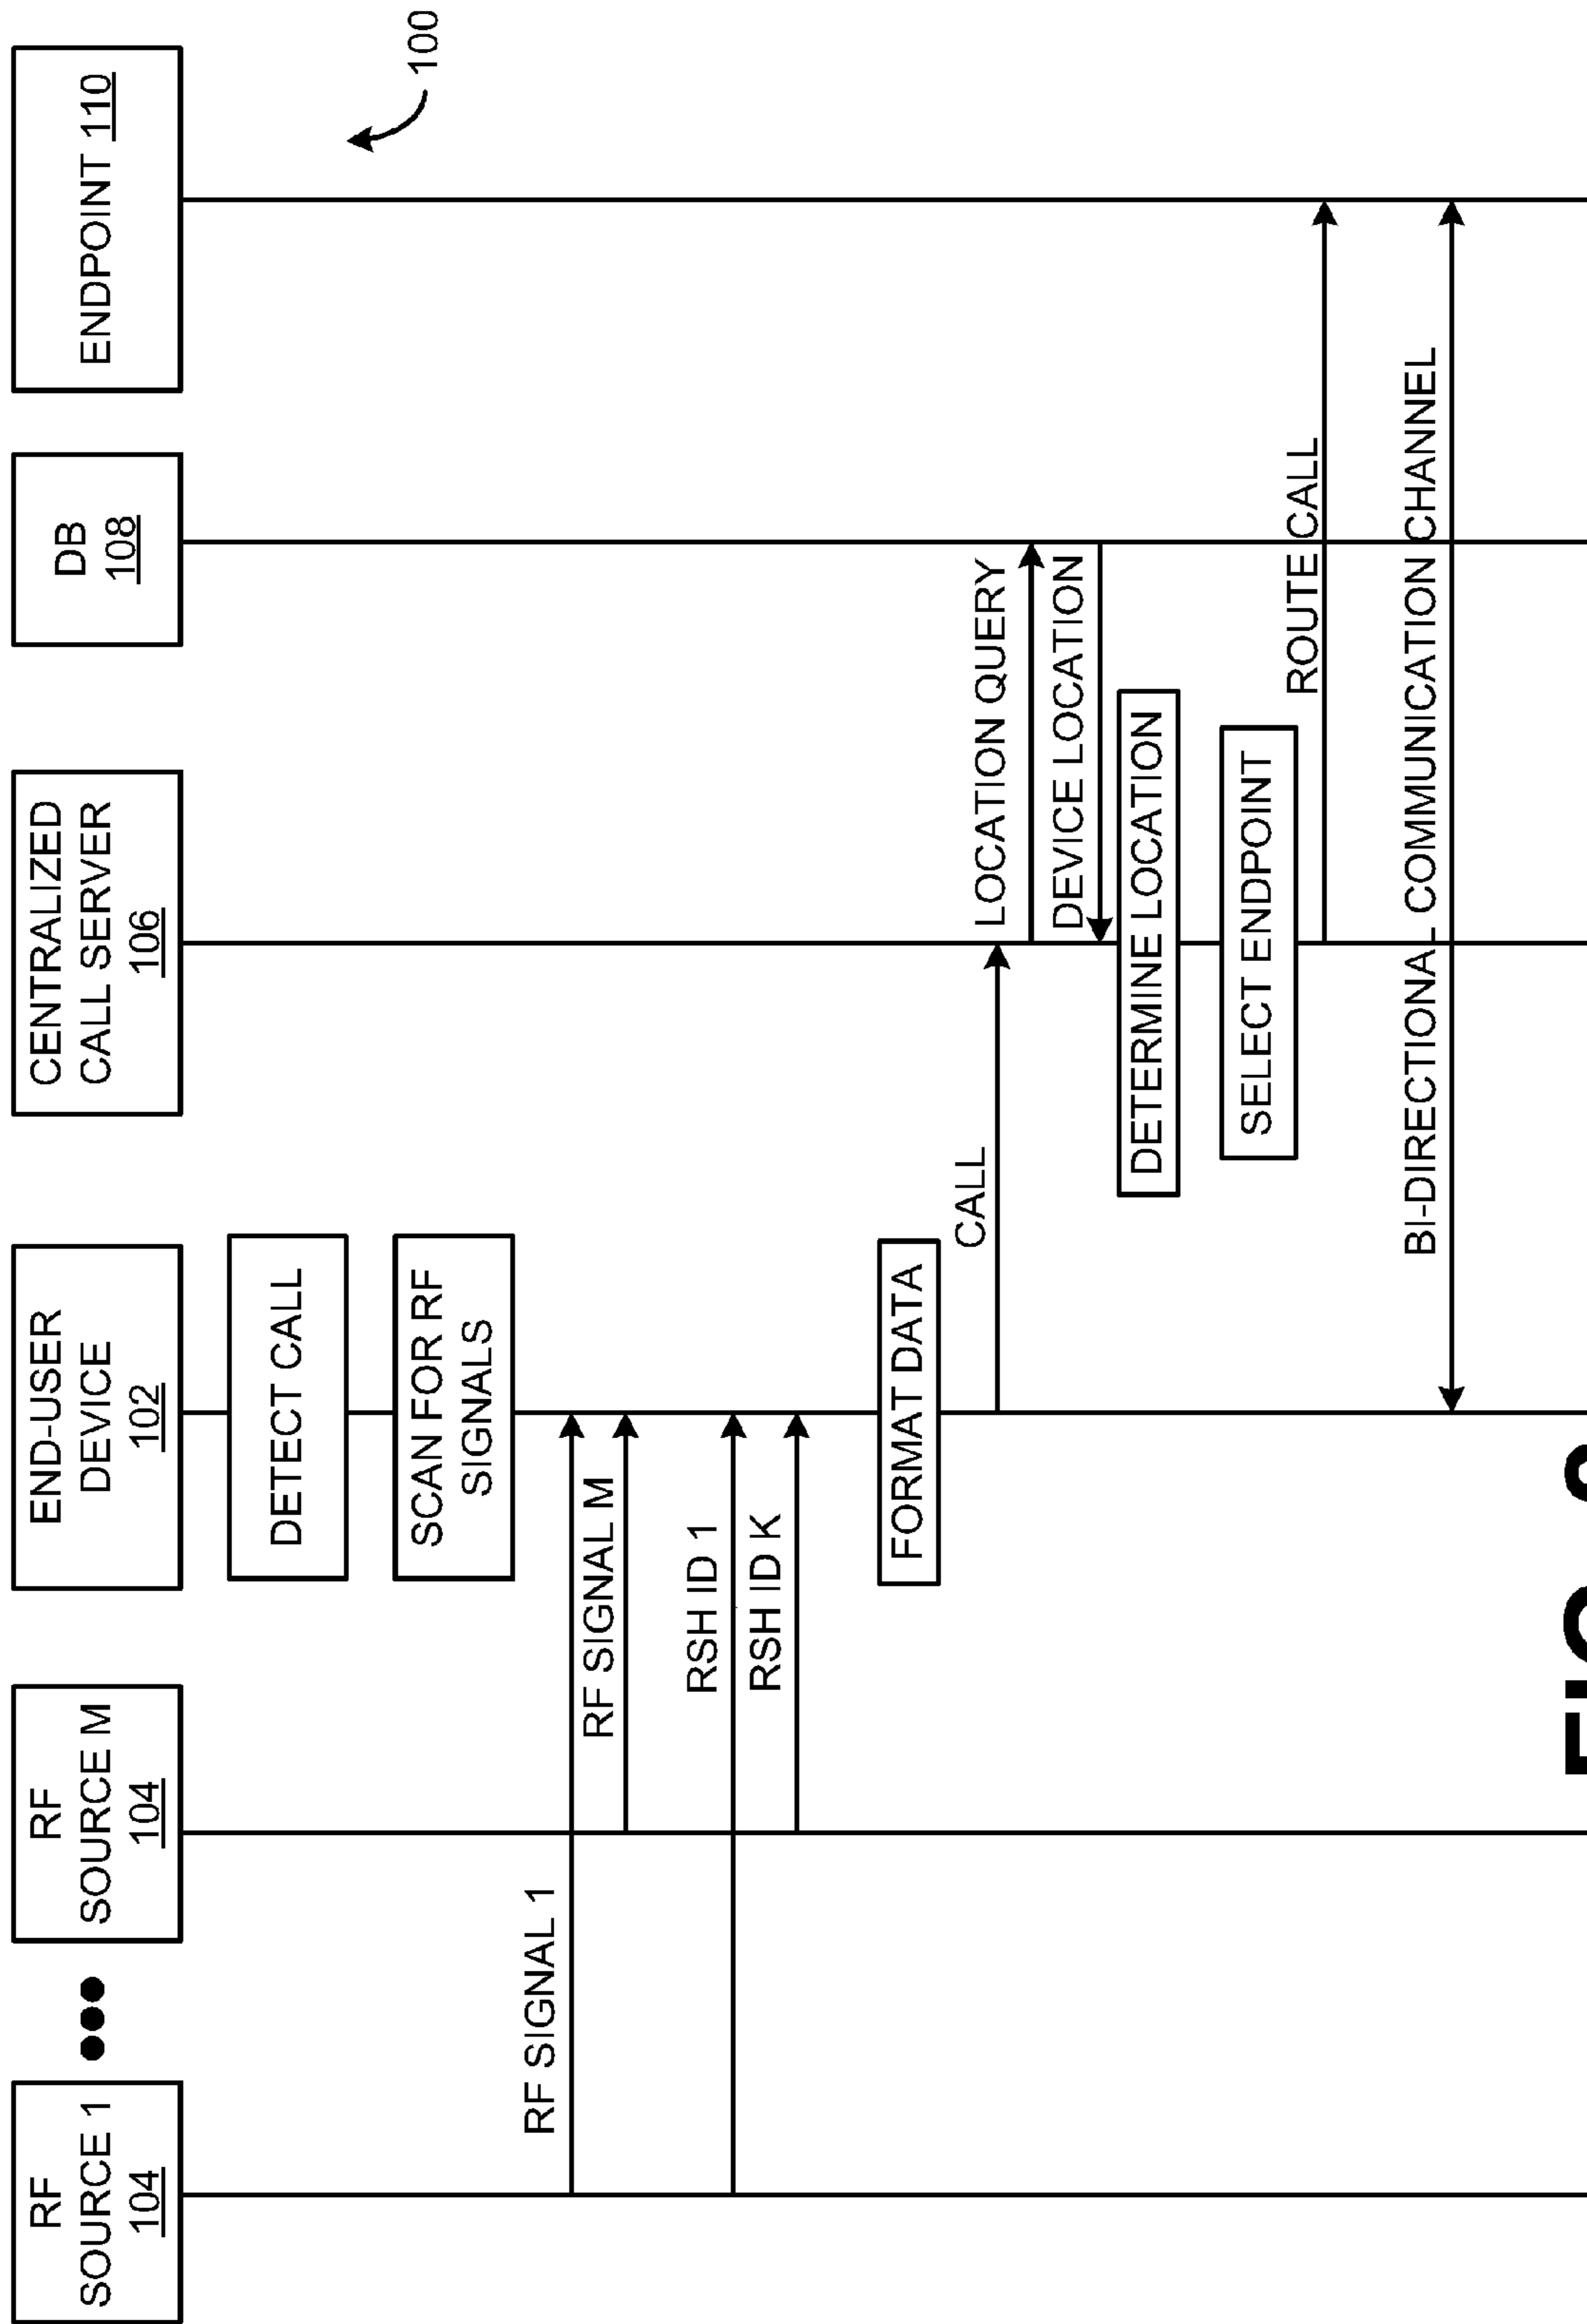 RF
SOURCE 1
104
RF
SOURCE M
104
END-USER
DEVICE
102
CENTRALIZED
CALL SERVER
106
DB
108
ENDPOINT 110
100
DETECT CALL
SCAN FOR RF
SIGNALS
RF SIGNAL 1
RF SIGNAL M
RSH ID 1
RSH ID K
FORMAT DATA
CALL
LOCATION QUERY
DEVICE LOCATION
DETERMINE LOCATION
SELECT ENDPOINT
ROUTE CALL
BI-DIRECTIONAL COMMUNICATION CHANNEL